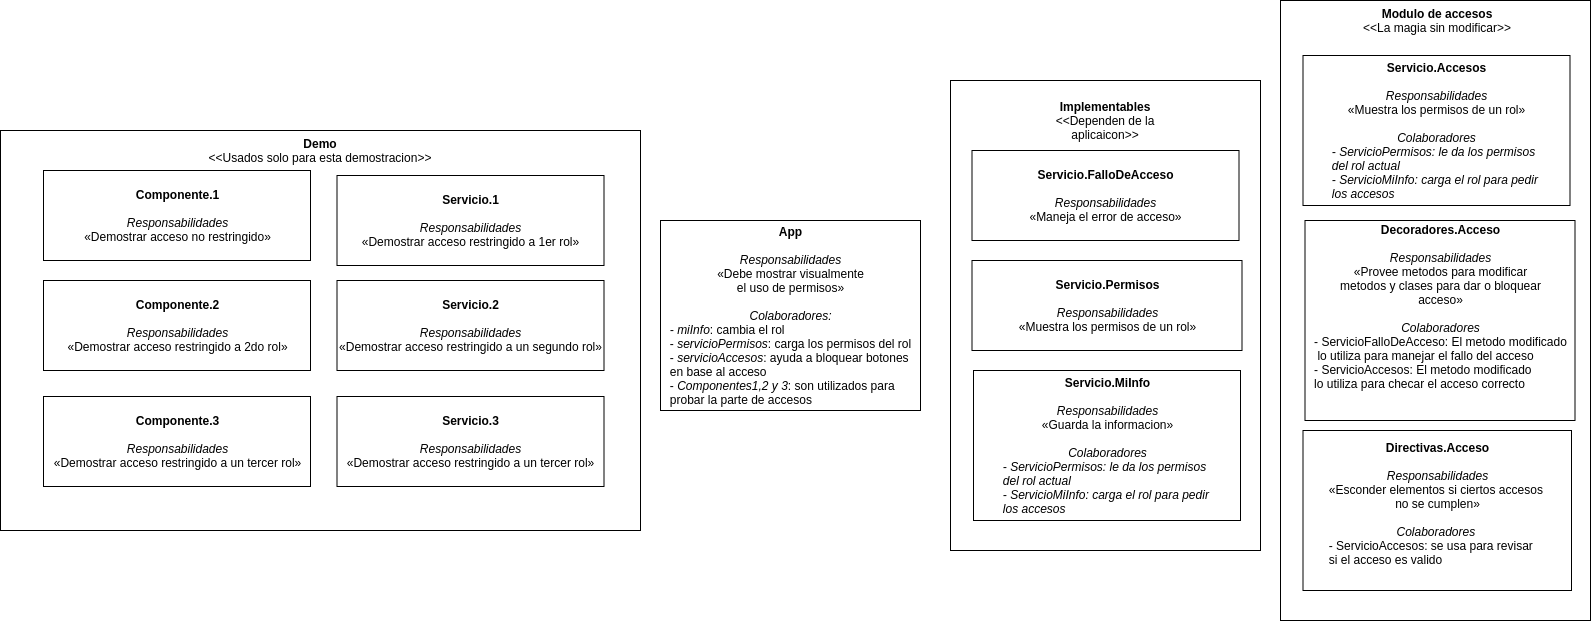 Demo
<<Usados solo para esta demostracion>>
Componente.1
Responsabilidades
«Demostrar acceso no restringido»
Servicio.1
Responsabilidades
«Demostrar acceso restringido a 1er rol»
Componente.2
Responsabilidades
«Demostrar acceso restringido a 2do rol»
Servicio.2
Responsabilidades
«Demostrar acceso restringido a un segundo rol»
Componente.3
Responsabilidades
«Demostrar acceso restringido a un tercer rol»
Servicio.3
Responsabilidades
«Demostrar acceso restringido a un tercer rol»
App
Responsabilidades
«Debe mostrar visualmente
el uso de permisos»
Colaboradores:
- miInfo: cambia el rol
- servicioPermisos: carga los permisos del rol
- servicioAccesos: ayuda a bloquear botones
en base al acceso
- Componentes1,2 y 3: son utilizados para
probar la parte de accesos
Implementables
<<Dependen de la
aplicaicon>>
Servicio.FalloDeAcceso
Responsabilidades
«Maneja el error de acceso»
Servicio.Permisos
Responsabilidades
«Muestra los permisos de un rol»
Servicio.MiInfo
Responsabilidades
«Guarda la informacion»
Colaboradores
- ServicioPermisos: le da los permisos
del rol actual
- ServicioMiInfo: carga el rol para pedir
los accesos
Modulo de accesos
<<La magia sin modificar>>
Servicio.Accesos
Responsabilidades
«Muestra los permisos de un rol»
Colaboradores
- ServicioPermisos: le da los permisos
del rol actual
- ServicioMiInfo: carga el rol para pedir
los accesos
Decoradores.Acceso
Responsabilidades
«Provee metodos para modificar
metodos y clases para dar o bloquear
acceso»
Colaboradores
- ServicioFalloDeAcceso: El metodo modificado
lo utiliza para manejar el fallo del acceso
- ServicioAccesos: El metodo modificado
lo utiliza para checar el acceso correcto
Directivas.Acceso
Responsabilidades
«Esconder elementos si ciertos accesos
no se cumplen»
Colaboradores
- ServicioAccesos: se usa para revisar
si el acceso es valido